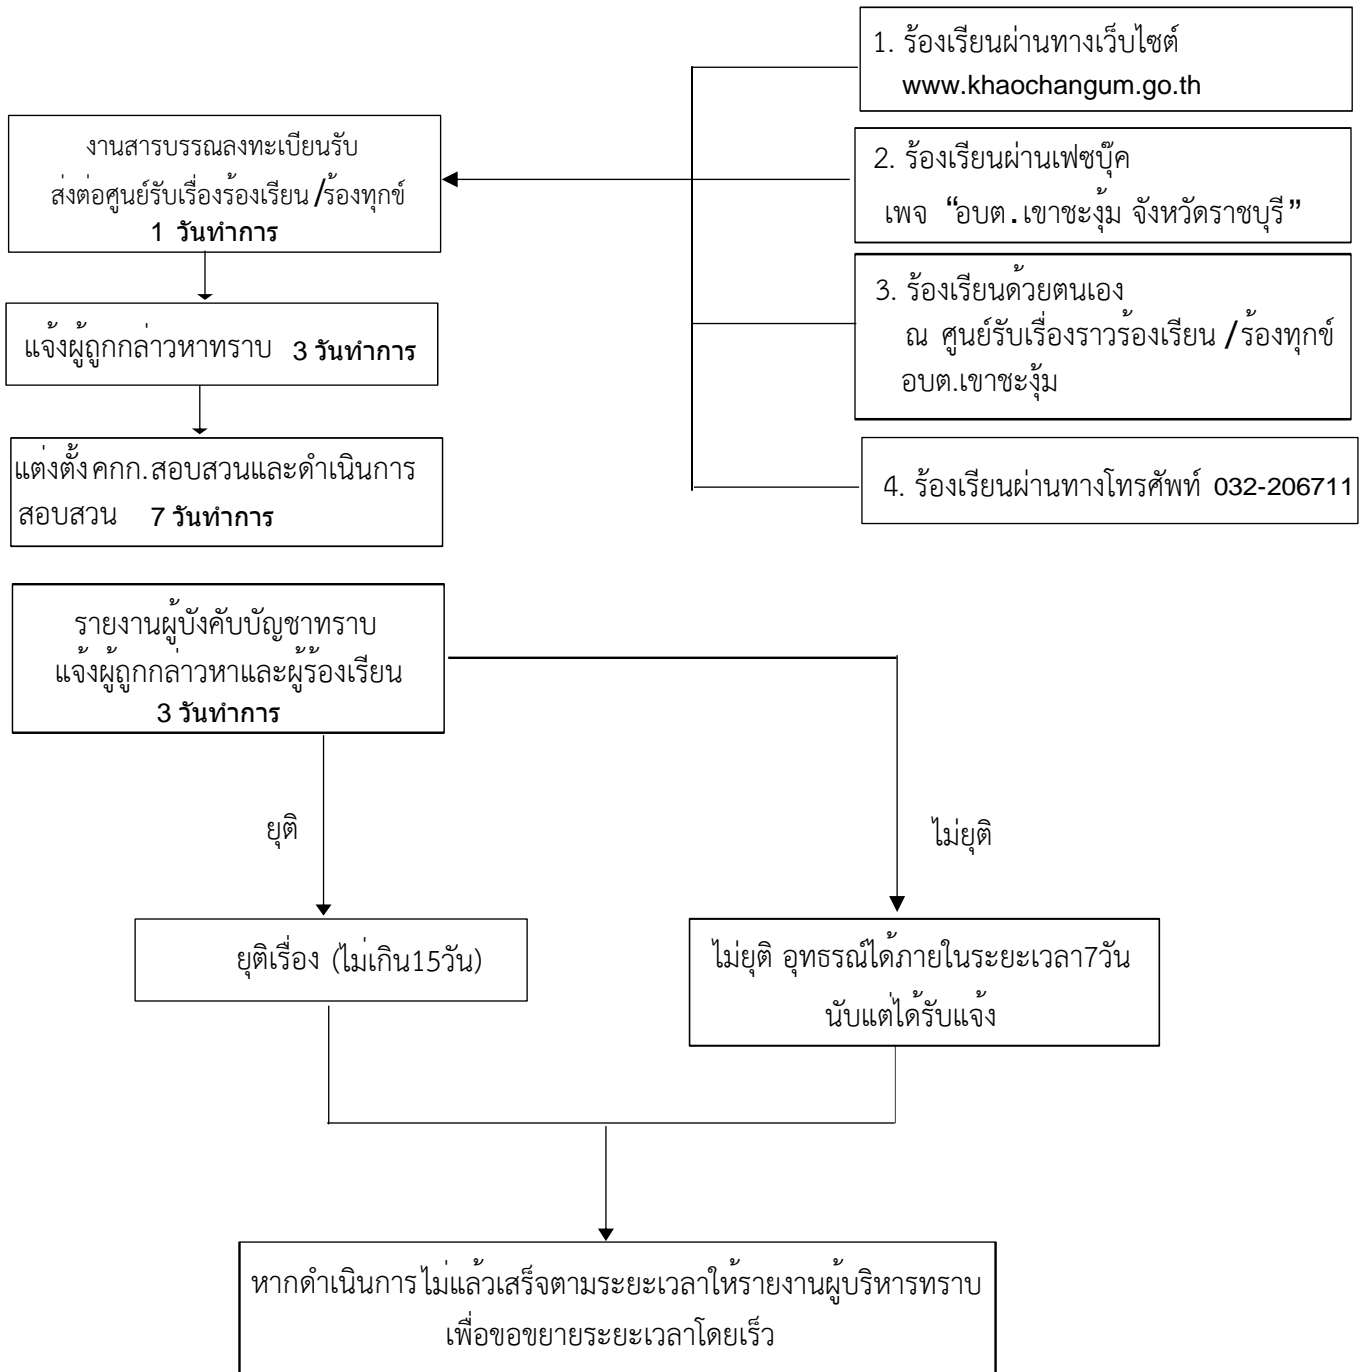 1. ร้องเรียนผ่านทางเว็บไซต์
www.khaochangum.go.th
2. ร้องเรียนผ่านเฟซบุ๊ค
เพจ “อบต.เขาชะงุ้ม จังหวัดราชบุรี”
3. ร้องเรียนด้วยตนเอง
ณ ศูนย์รับเรื่องราวร้องเรียน /ร้องทุกข์
อบต.เขาชะงุ้ม
4. ร้องเรียนผ่านทางโทรศัพท์ 032-206711
งานสารบรรณลงทะเบียนรับ
ส่งต่อศูนย์รับเรื่องร้องเรียน /ร้องทุกข์
1 วันทำการ
แจ้งผู้ถูกกล่าวหาทราบ 3 วันทำการ
แต่งตั้ง คกก.สอบสวนและดำเนินการ
สอบสวน 7 วันทำการ
รายงานผู้บังคับบัญชาทราบ
แจ้งผู้ถูกกล่าวหาและผู้ร้องเรียน
3 วันทำการ
ยุติ
ไม่ยุติ
ยุติเรื่อง (ไม่เกิน15วัน)
ไม่ยุติ อุทธรณ์ได้ภายในระยะเวลา7วัน
นับแต่ได้รับแจ้ง
หากดำเนินการ ไม่แล้วเสร็จตามระยะเวลาให้รายงานผู้บริหารทราบ
เพื่อขอขยายระยะเวลาโดยเร็ว